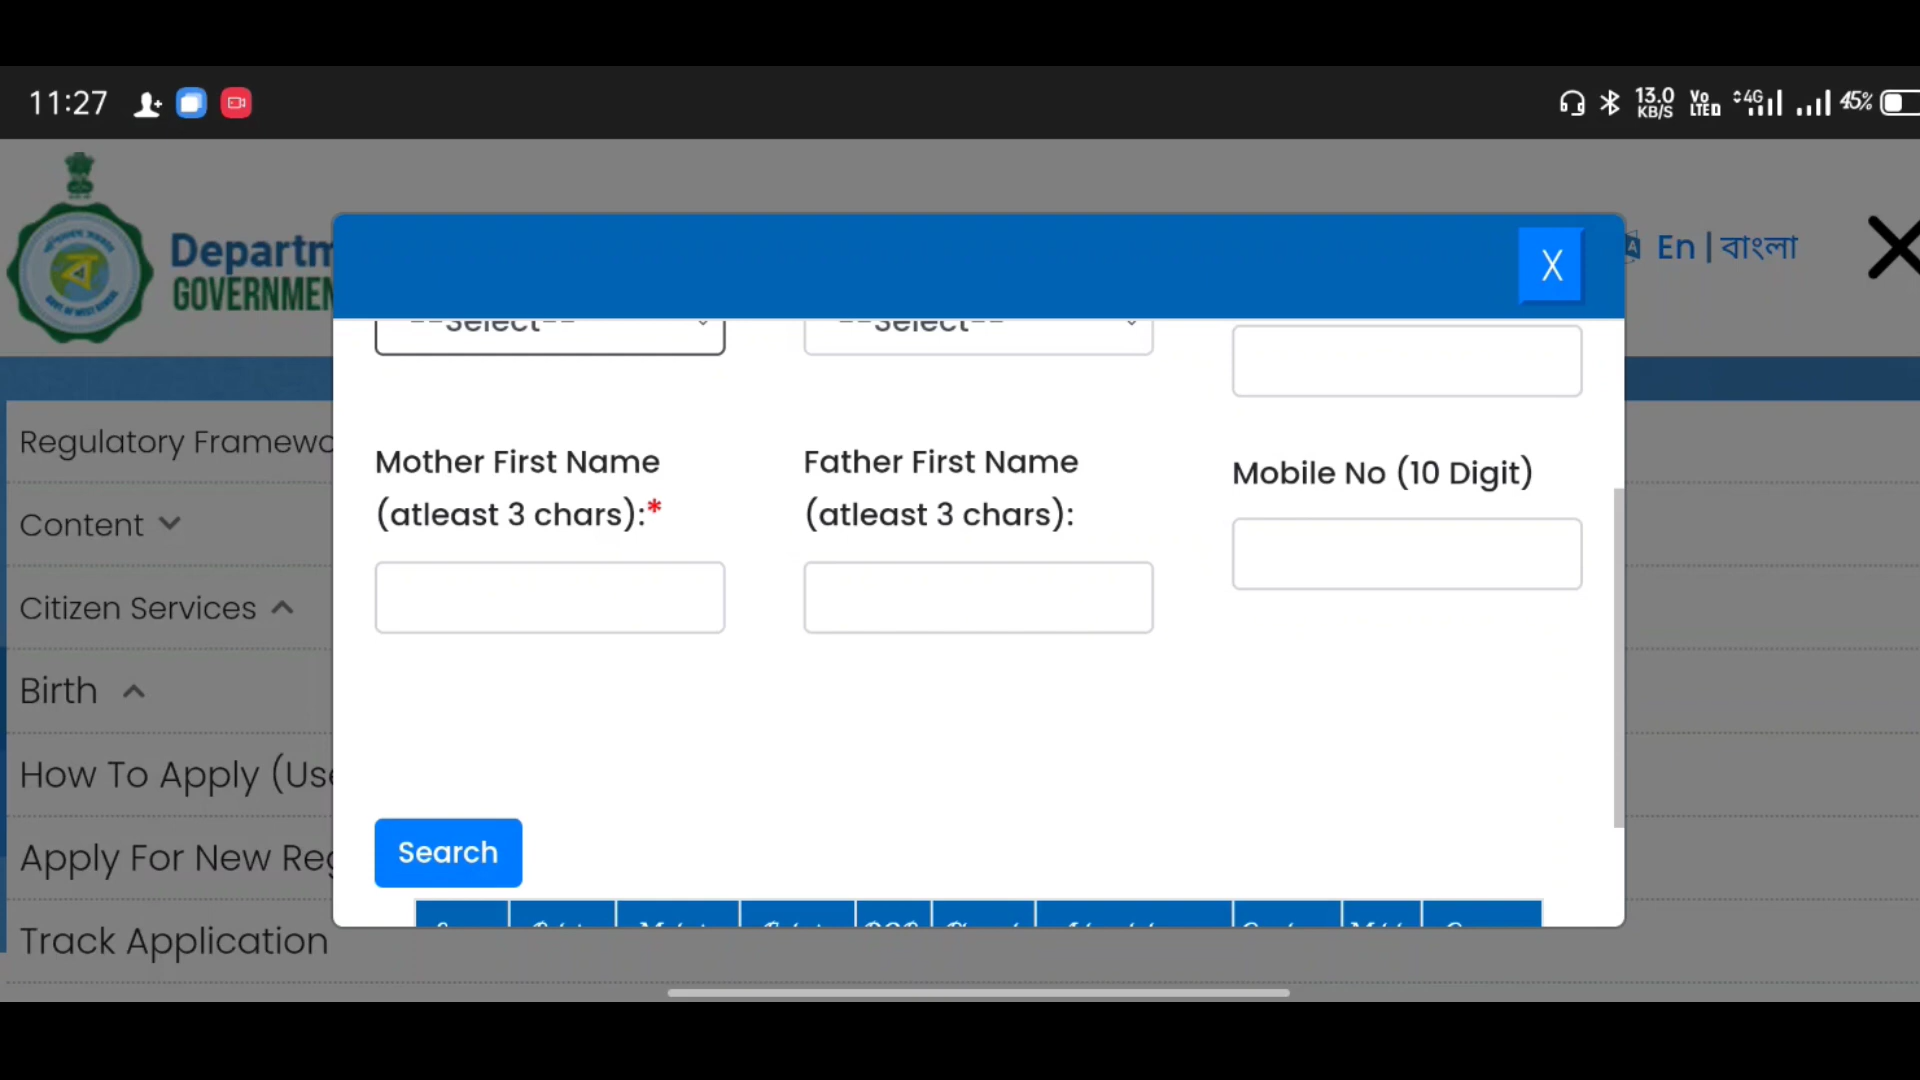 11:27
13.0
KB/S
Vo
LTE
4G
45%
Departm
GOVERNMEN
En | বাংলা
X
--Select--
--Select--
Regulatory Framewo
Mother First Name
(atleast 3 chars):*
Father First Name
(atleast 3 chars):
Mobile No (10 Digit)
Content
Citizen Services
Birth
How To Apply (Use
Apply For New Reg
Search
Track Application